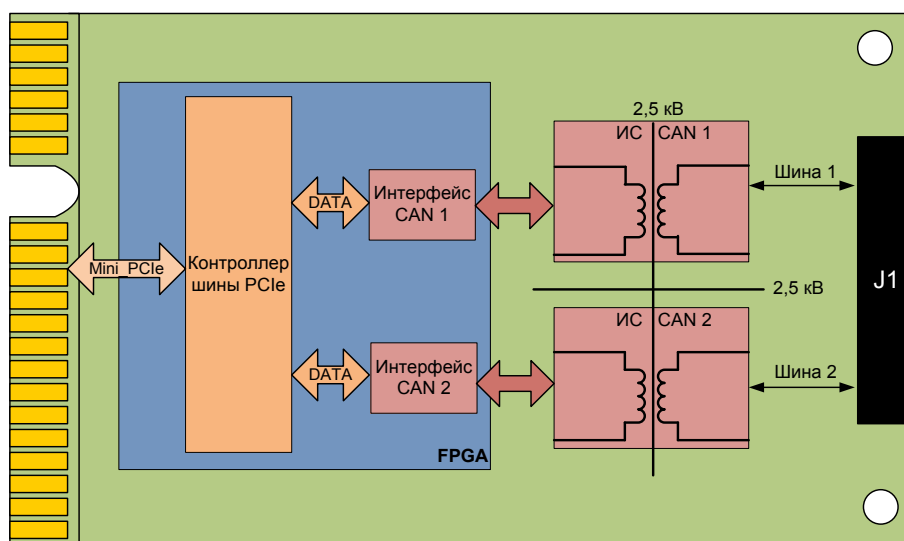 2,5 кВ
ИС CAN 1
Шина 1
DATA
Интерфейс
CAN 1
Mini_PCIe
Контроллер
шины PCIe
2,5 кВ
J1
ИС CAN 2
Шина 2
DATA
Интерфейс
CAN 2
FPGA